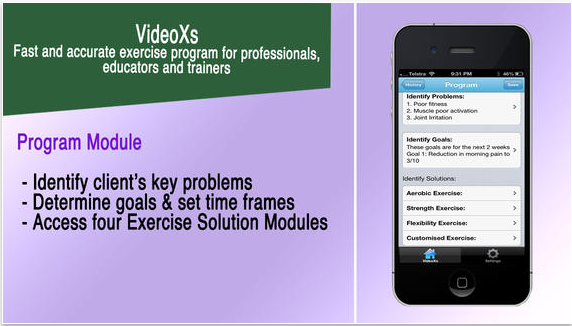 VideoXs
Fast and accurate exercise program for professionals,
educators and trainers
Program Module
- Identify client's key problems
- Determine goals & set time frames
- Access four Exercise Solution Modules
Telstra 9:31 PM 46%
History Program Save
Identify Problems:
1. Poor fitness
2. Muscle poor activation
3. Joint Irritation
Identify Goals:
These goals are for the next 2 weeks
Goal 1: Reduction in morning pain to
3/10
Identify Solutions:
Aerobic Exercise:
Strength Exercise:
Flexibility Exercise:
Customised Exercise:
VideoXs Settings